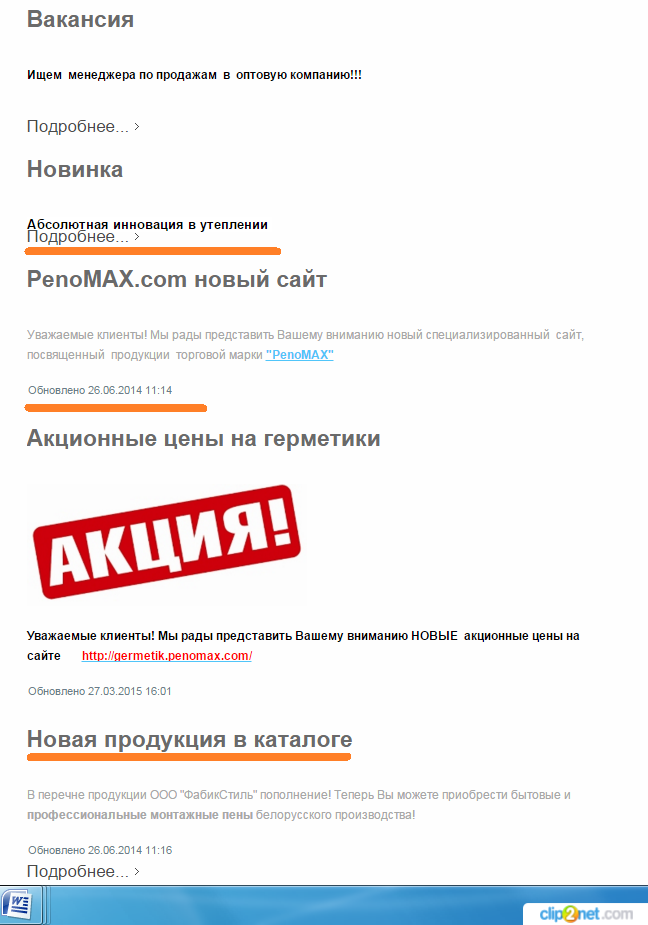 Вакансия
Ищем менеджера по продажам в оптовую компанию!!!
Подробнее...
Новинка
Абсолютная инновация в утеплении
Подробнее...
PenoMAX.com новый сайт
Уважаемые клиенты! Мы рады представить Вашему вниманию новый специализированный сайт,
посвященный продукции торговой марки "PenoMAX"
Обновлено 26.06.2014 11:14
Акционные цены на герметики
АКЦИЯ!
Уважаемые клиенты! Мы рады представить Вашему вниманию НОВЫЕ акционные цены на
сайте http://germetik.penomax.com/
Обновлено 27.03.2015 16:01
Новая продукция в каталоге
В перечне продукции ООО "ФабикСтиль" пополнение! Теперь Вы можете приобрести бытовые и
профессиональные монтажные пены белорусского производства!
Обновлено 26.06.2014 11:16
Подробнее...
W
clip2net.com